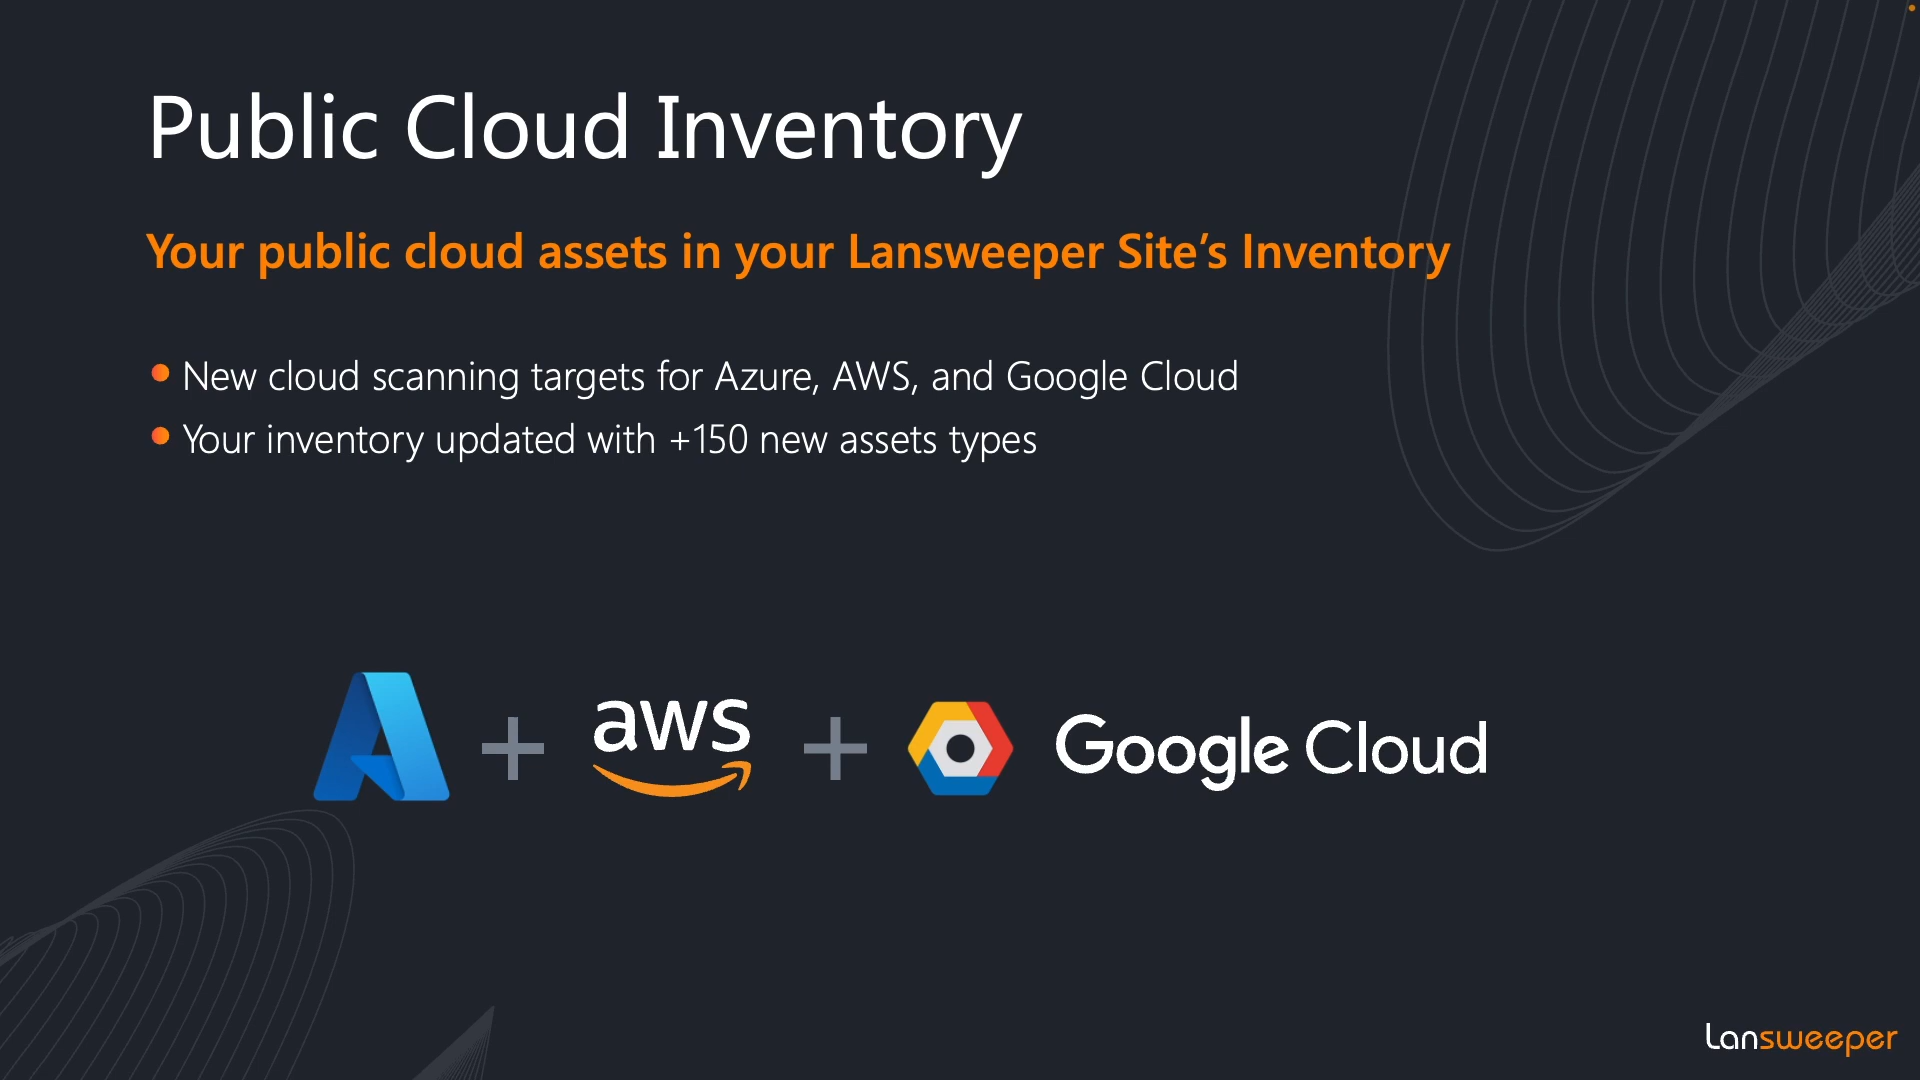 Public Cloud Inventory
Your public cloud assets in your Lansweeper Site’s Inventory
New cloud scanning targets for Azure, AWS, and Google Cloud
Your inventory updated with +150 new assets types
aws
Google Cloud
Lansweeper